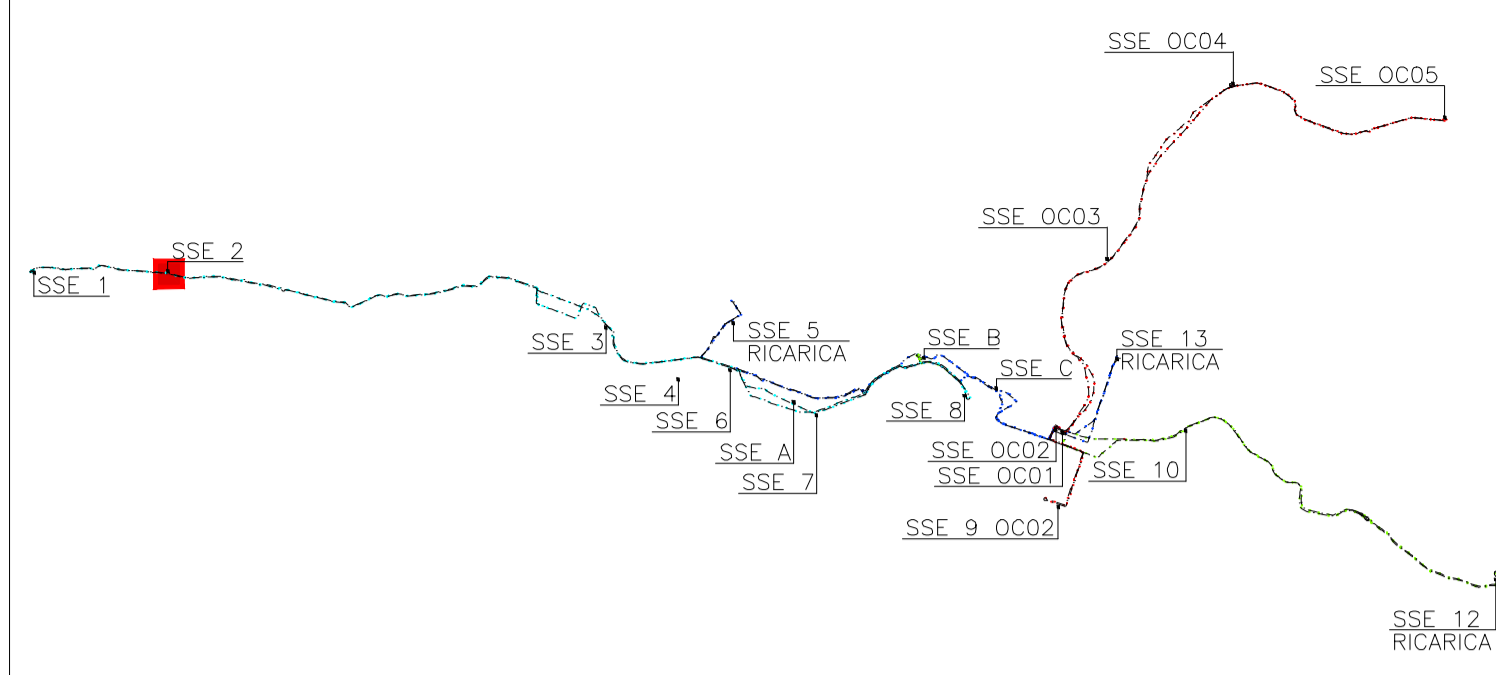 SSE OC04
SSE OC05
SSE OC03
SSE 2
SSE 1
SSE 3
SSE 5
RICARICA
SSE B
SSE 13
RICARICA
SSE C
SSE 4
SSE 6
SSE 8
SSE A
SSE OC02
SSE OC01
SSE 7
SSE 10
SSE 9 OC02
SSE 12
RICARICA